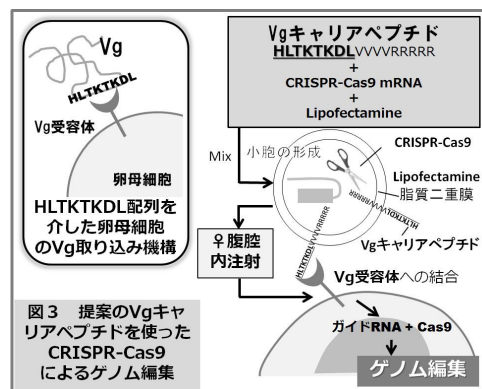 Vg
HLTKTKDL
Vg受容体
卵母細胞
HLTKTKDL配列を
介した卵母細胞
のVg取り込み機構
図3 提案のVgキャ
リアペプチドを使った
CRISPR-Cas9
によるゲノム編集
Vgキャリアペプチド
HLTKTKDLVVVVRRRRR
+
CRISPR-Cas9 mRNA
+
Lipofectamine
Mix
小胞の形成
CRISPR-Cas9
Lipofectamine
脂質二重膜
HLTKTKDLVVVVRRRRR
Vgキャリアペプチド
HLTKTKDLVVVVRRRRR
♀腹腔
内注射
Vg受容体への結合
ガイドRNA + Cas9
ゲノム編集